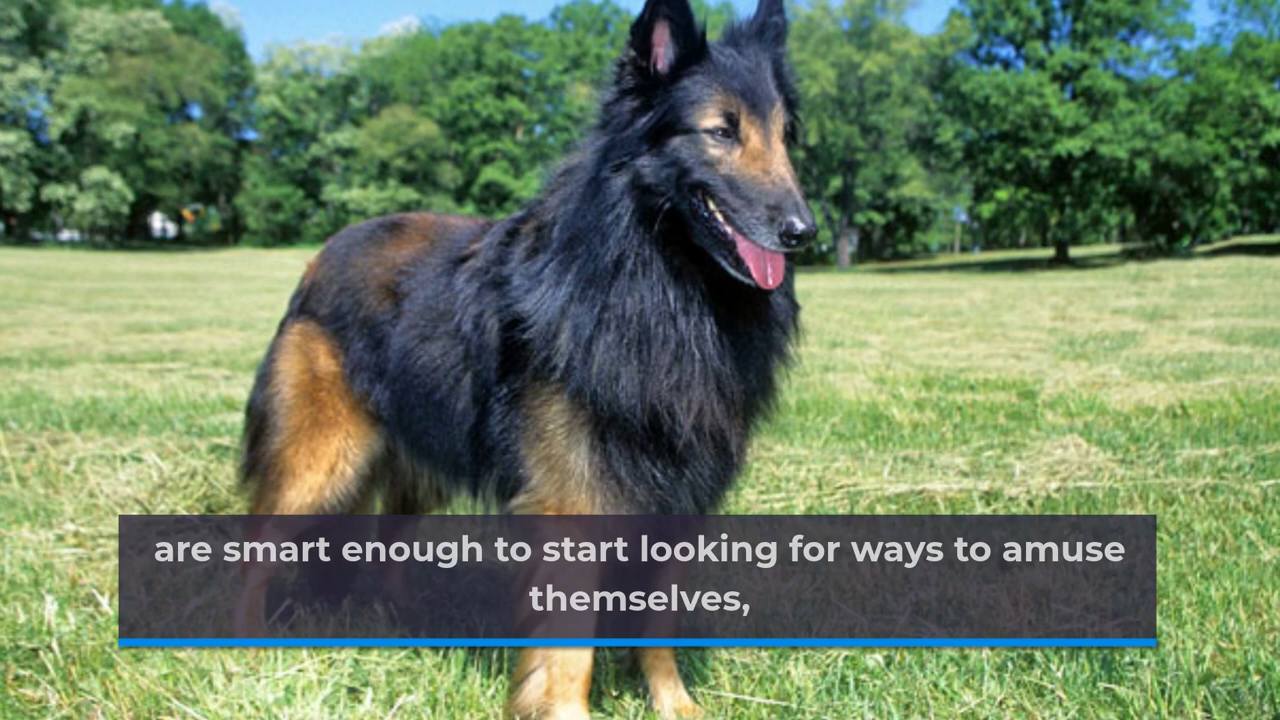 are smart enough to start looking for ways to amuse
themselves,